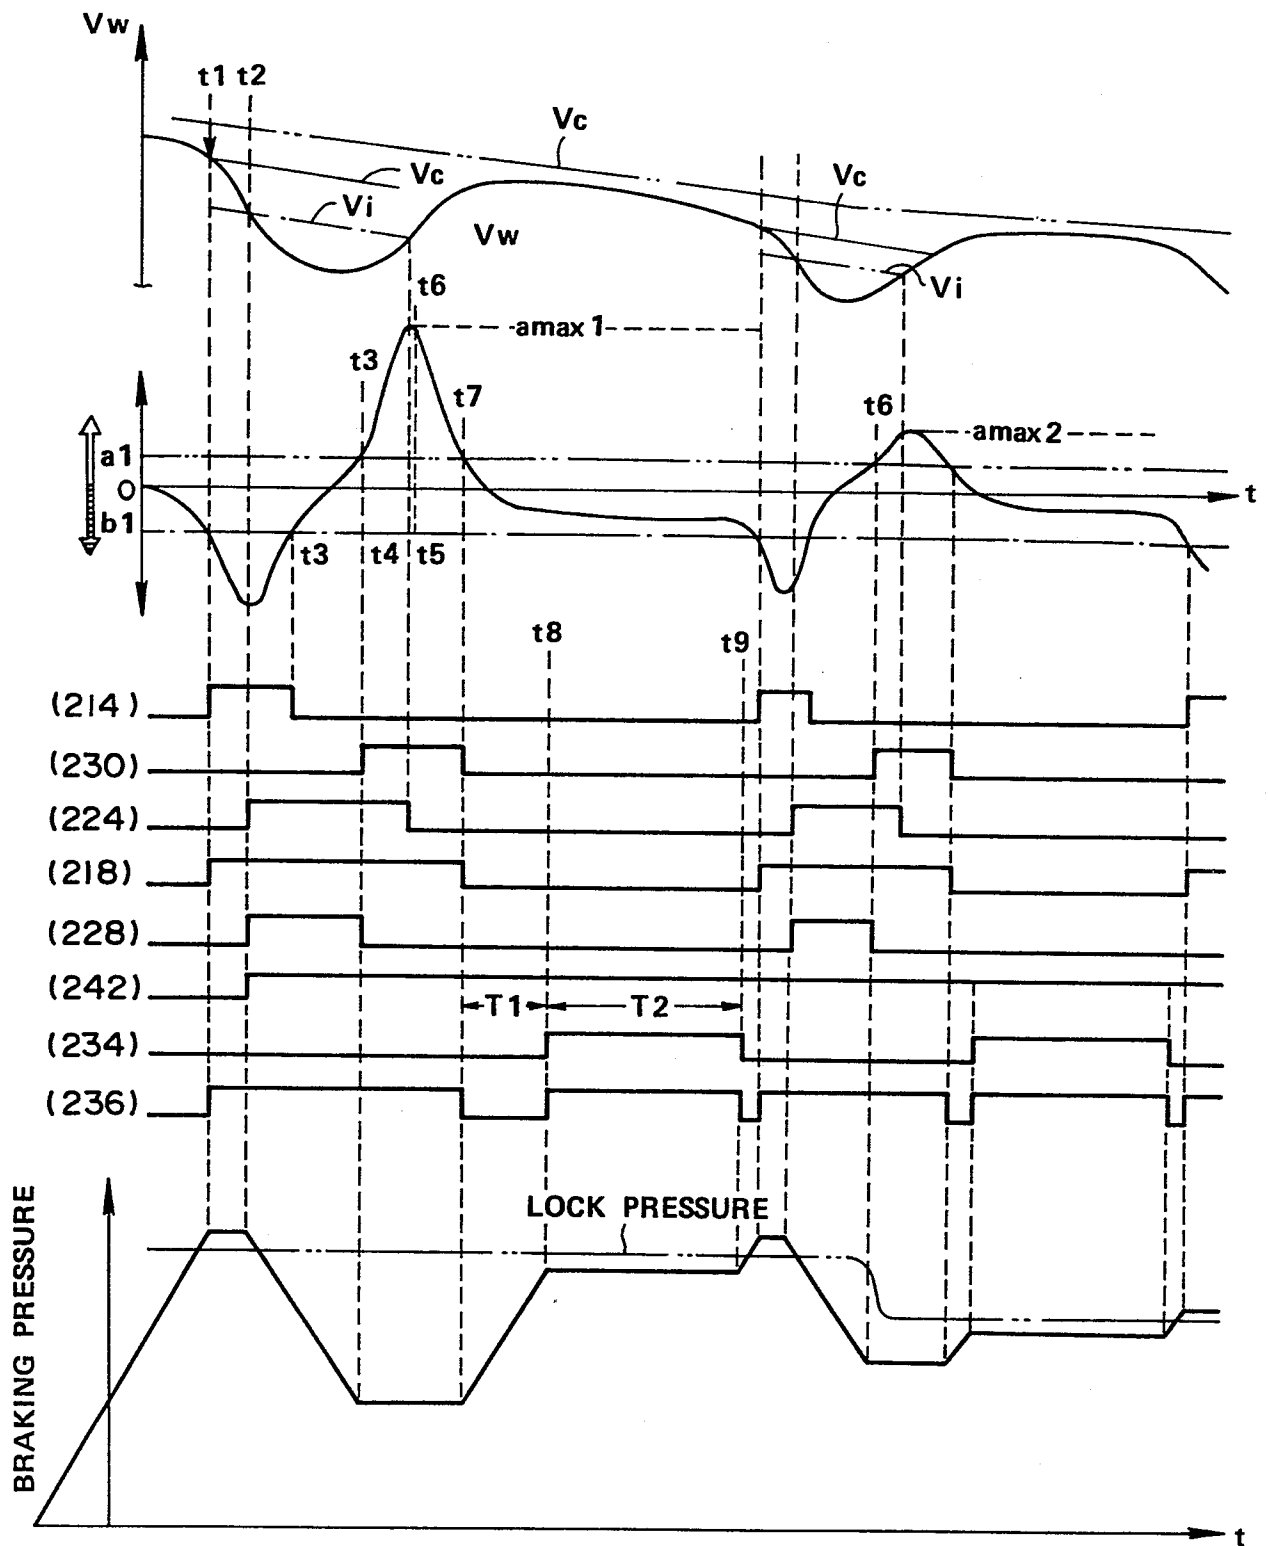 Vw
t1 t2
Vc
Vc
Vi
Vc
Vw
Vi
t6
amax 1
t3
t7
t6
amax 2
a1
0
t
b1
t3
t4
t5
t8
t9
(214)
(230)
(224)
(218)
(228)
(242)
T1
T2
(234)
(236)
LOCK PRESSURE
BRAKING PRESSURE
t